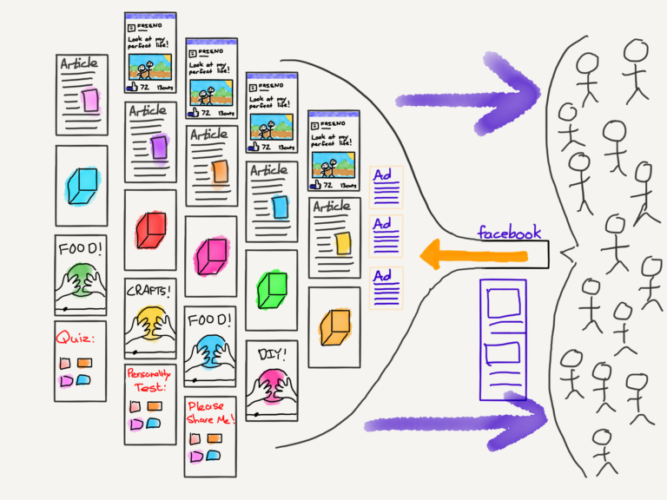 Article
FOOD!
Quiz:
FRIEND
Look at my
perfect life!
72
Article
CRAFTS!
Personality
Test:
FRIEND
Look at my
perfect life!
72
Article
FOOD!
Please
Share Me!
FRIEND
Look at my
perfect life!
72
Article
DIY!
FRIEND
Look at my
perfect life!
72
Article
Ad
Ad
Ad
facebook